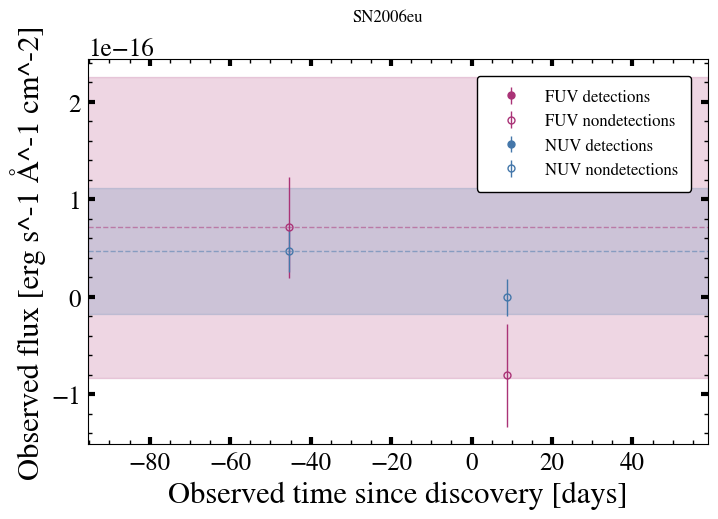 SN2006eu
1e−16
Observed flux [erg s^-1 Å^-1 cm^-2]
2
1
0
−1
FUV detections
FUV nondetections
NUV detections
NUV nondetections
−80 −60 −40 −20 0 20 40
Observed time since discovery [days]